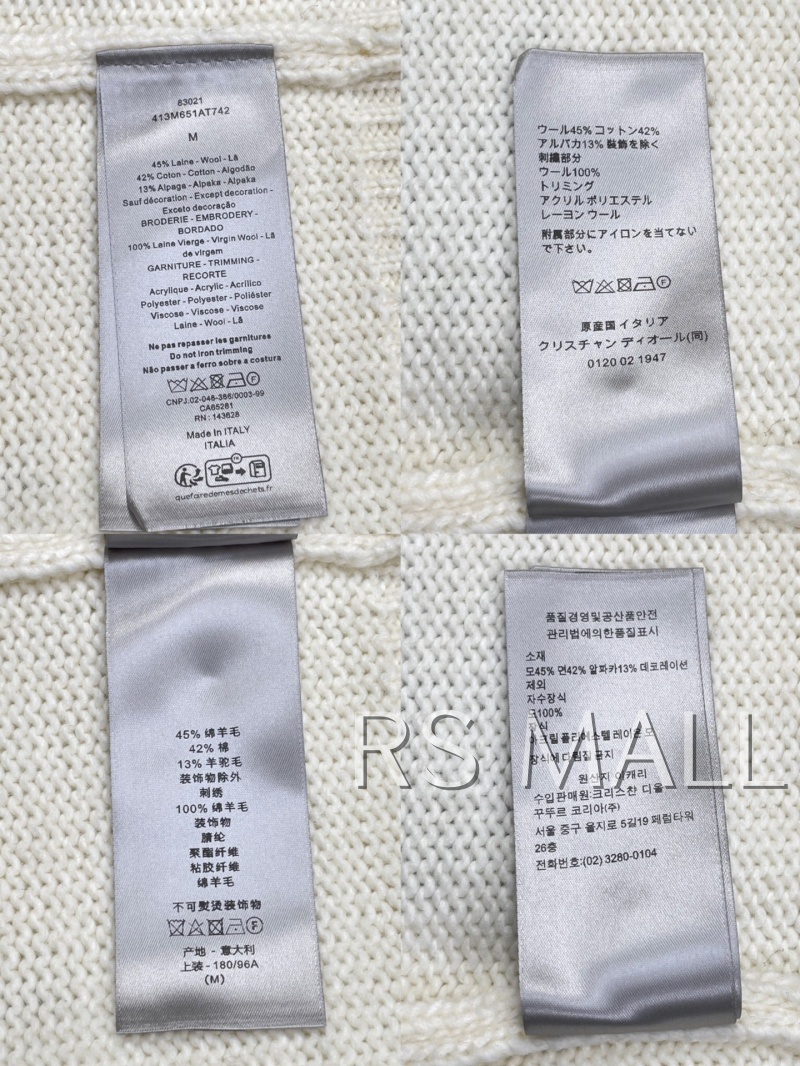 83021
413M651AT742
M
45% Laine - Wool - Lã
42% Coton - Cotton - Algodão
13% Alpaga - Alpaka - Alpaka
Sauf décoration - Except decoration -
Exceto decoração
BRODERIE - EMBRODERY -
BORDADO
100% Laine Vierge - Virgin Wool - Lã
de virgem
GARNITURE - TRIMMING -
RECORTE
Acrylique - Acrylic - Acrílico
Polyester - Polyester - Poliéster
Viscose - Viscose - Viscose
Laine - Wool - Lã
Ne pas repasser les garnitures
Do not iron trimming
Não passer a ferro sobre a costura
CNPJ.02-048-366/0003-99
CA65281
RN : 143628
Made in ITALY
ITALIA
FR
quefairedemesdechets.fr
ウール45% コットン42%
アルパカ13% 装飾を除く
刺繍部分
ウール100%
トリミング
アクリル ポリエステル
レーヨン ウール
附属部分にアイロンを当てない
で下さい。
原産国 イタリア
クリスチャン ディオール(同)
0120 02 1947
45% 绵羊毛
42% 棉
13% 羊驼毛
装饰物除外
刺绣
100% 绵羊毛
装饰物
腈纶
聚酯纤维
粘胶纤维
绵羊毛
不可熨烫装饰物
产地 - 意大利
上装 - 180/96A
(M)
품질경영및공산품안전
관리법에의한품질표시
소재
모45% 면42% 알파카13% 데코레이션
제외
자수장식
100%
장식에 다림질 금지
원산지 이캐리
수입판매원:크리스챤 디올
꾸뚜르 코리아(주)
서울 중구 을지로 5길19 페럼타워
26층
전화번호:(02) 3280-0104
RS MALL